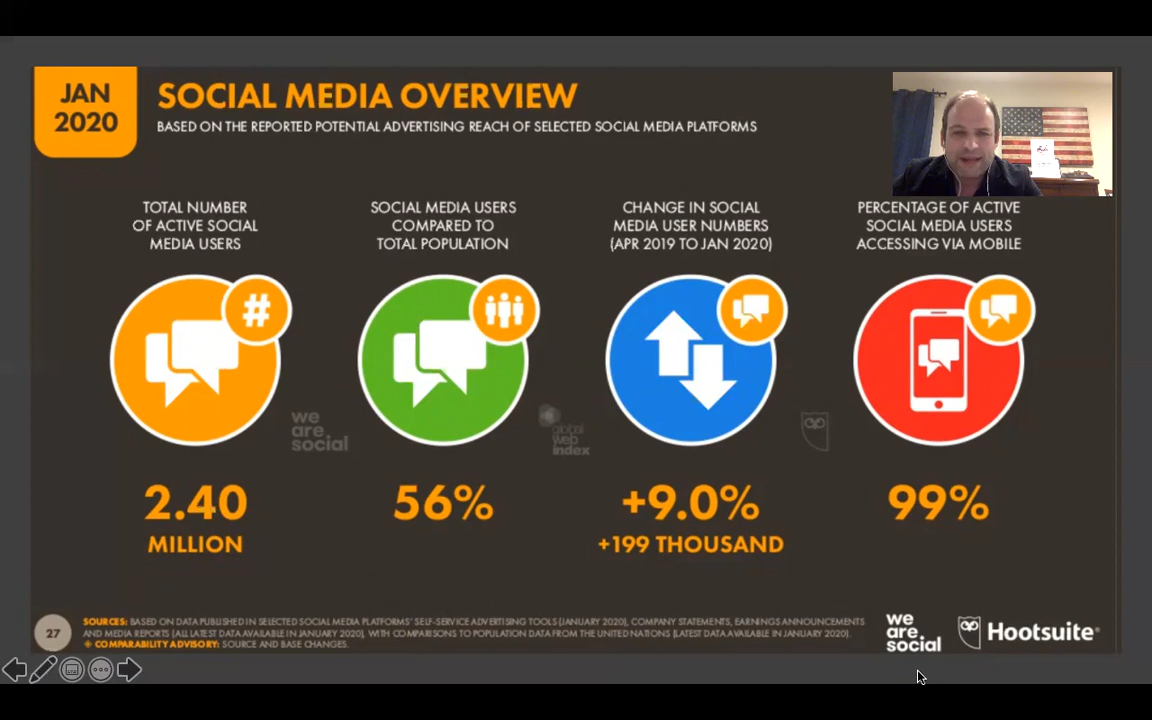 JAN
2020
SOCIAL MEDIA OVERVIEW
BASED ON THE REPORTED POTENTIAL ADVERTISING REACH OF SELECTED SOCIAL MEDIA PLATFORMS
TOTAL NUMBER
OF ACTIVE SOCIAL
MEDIA USERS
#
2.40
MILLION
SOCIAL MEDIA USERS
COMPARED TO
TOTAL POPULATION
56%
CHANGE IN SOCIAL
MEDIA USER NUMBERS
(APR 2019 TO JAN 2020)
+9.0%
+199 THOUSAND
PERCENTAGE OF ACTIVE
SOCIAL MEDIA USERS
ACCESSING VIA MOBILE
99%
we
are
social
global
web
index
27
SOURCES: BASED ON DATA PUBLISHED IN SELECTED SOCIAL MEDIA PLATFORMS' SELF-SERVICE ADVERTISING TOOLS (JANUARY 2020), COMPANY STATEMENTS, EARNINGS ANNOUNCEMENTS
AND MEDIA REPORTS (ALL LATEST DATA AVAILABLE IN JANUARY 2020), WITH COMPARISONS TO POPULATION DATA FROM THE UNITED NATIONS (LATEST DATA AVAILABLE IN JANUARY 2020).
COMPARABILITY ADVISORY: SOURCE AND BASE CHANGES.
we
are.
social
Hootsuite®